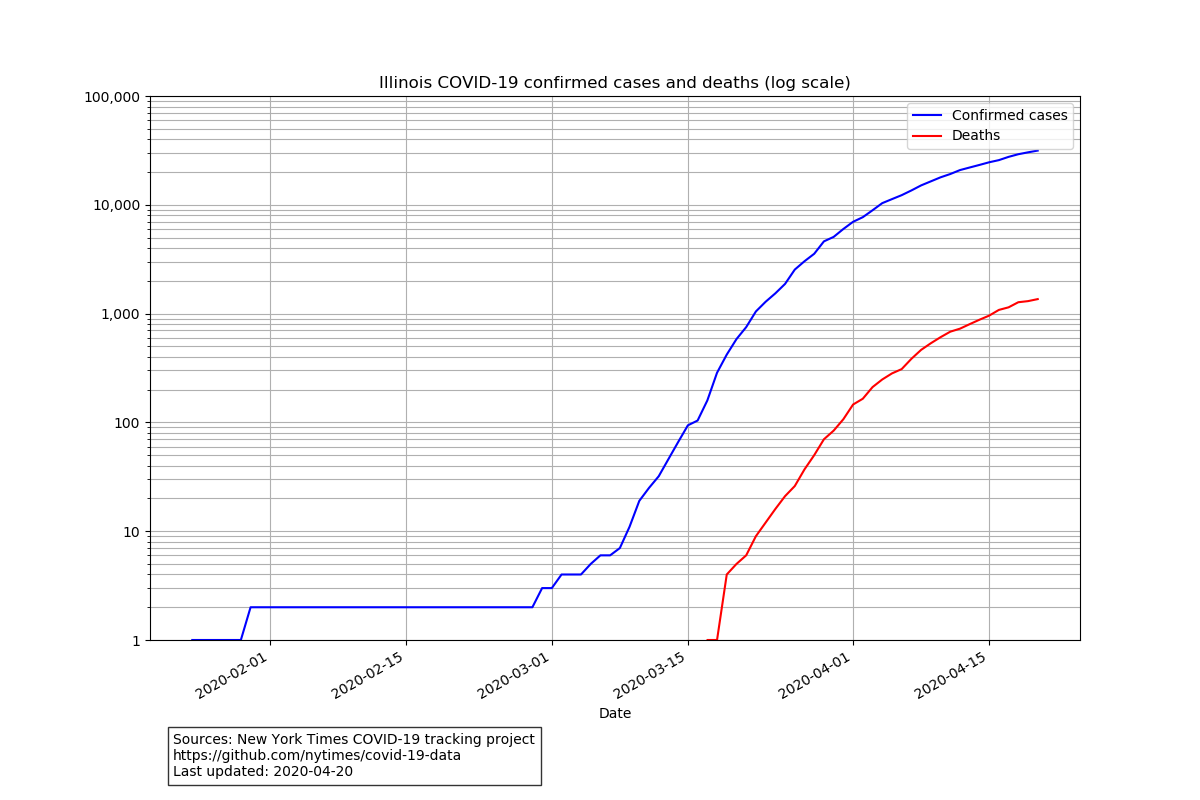 Illinois COVID-19 confirmed cases and deaths (log scale)
100,000
10,000
1,000
100
10
1
Confirmed cases
Deaths
2020-02-01
2020-02-15
2020-03-01
2020-03-15
2020-04-01
2020-04-15
Date
Sources: New York Times COVID-19 tracking project
https://github.com/nytimes/covid-19-data
Last updated: 2020-04-20